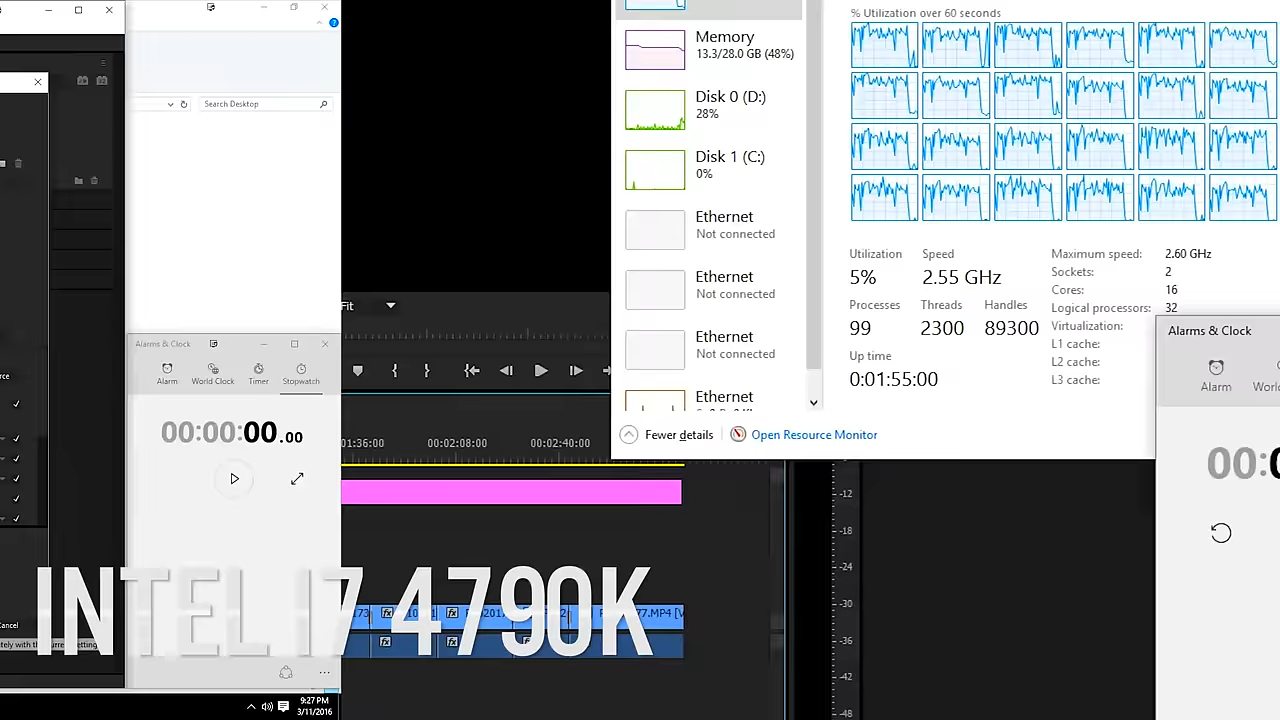 Search Desktop
Cancel
Alarms & Clock
Alarm
World Clock
Timer
Stopwatch
00:00:00.00
9:27 PM
3/11/2016
Fit
00:02:08:00
00:02:40:00
INTEL I7 4790K
Memory
13.3/28.0 GB (48%)
Disk 0 (D:)
28%
Disk 1 (C:)
0%
Ethernet
Not connected
Ethernet
Not connected
Ethernet
Not connected
Ethernet
Fewer details
Open Resource Monitor
% Utilization over 60 seconds
Utilization
5%
Speed
2.55 GHz
Processes
99
Threads
2300
Handles
89300
Up time
0:01:55:00
Maximum speed: 2.60 GHz
Sockets: 2
Cores: 16
Logical processors: 32
Virtualization:
L1 cache:
L2 cache:
L3 cache:
Alarms & Clock
Alarm
-12
-18
-24
-30
-36
-42
-48